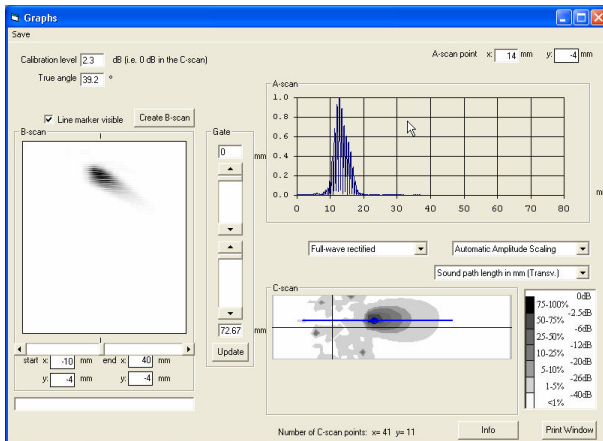 Graphs
Save
Calibration level 2.3 dB (i.e. 0 dB in the C-scan)
True angle 39.2 °
A-scan point x: 14 mm y: -4 mm
Line marker visible
Create B-scan
B-scan
Gate
0 mm
72.67 mm
Update
start x: -10 mm end x: 40 mm
y: -4 mm y: -4 mm
A-scan
1.0
0.8
0.6
0.4
0.2
0.0
0 10 20 30 40 50 60 70 80
mm
Full-wave rectified
Automatic Amplitude Scaling
Sound path length in mm (Transv.)
C-scan
0dB
75-100%
-2.5dB
50-75%
-6dB
25-50%
-12dB
10-25%
-20dB
5-10%
-26dB
1-5%
-40dB
<1%
Number of C-scan points: x= 41 y= 11
Info
Print Window